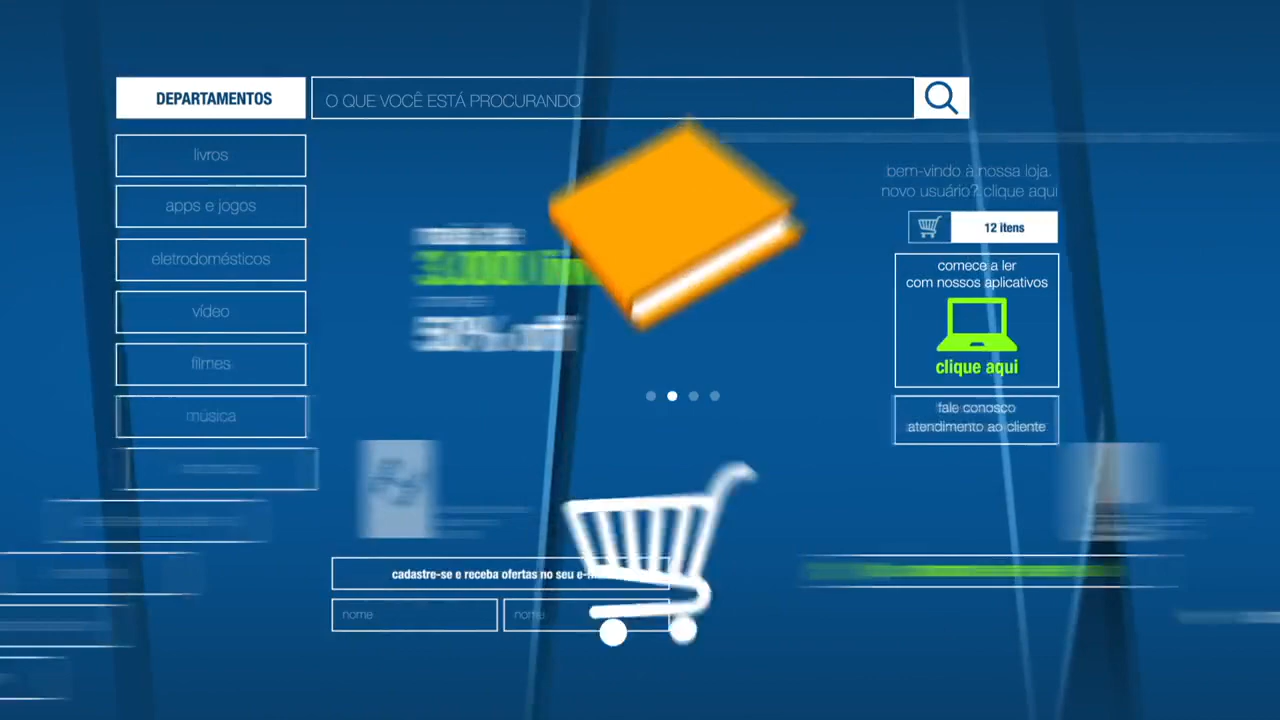 DEPARTAMENTOS
O QUE VOCÊ ESTÁ PROCURANDO
livros
apps e jogos
eletrodomésticos
vídeo
filmes
música
bem-vindo à nossa loja.
novo usuário? clique aqui
12 itens
comece a ler
com nossos aplicativos
clique aqui
fale conosco
atendimento ao cliente
50% off
cadastre-se e receba ofertas no seu e-
nome
nome